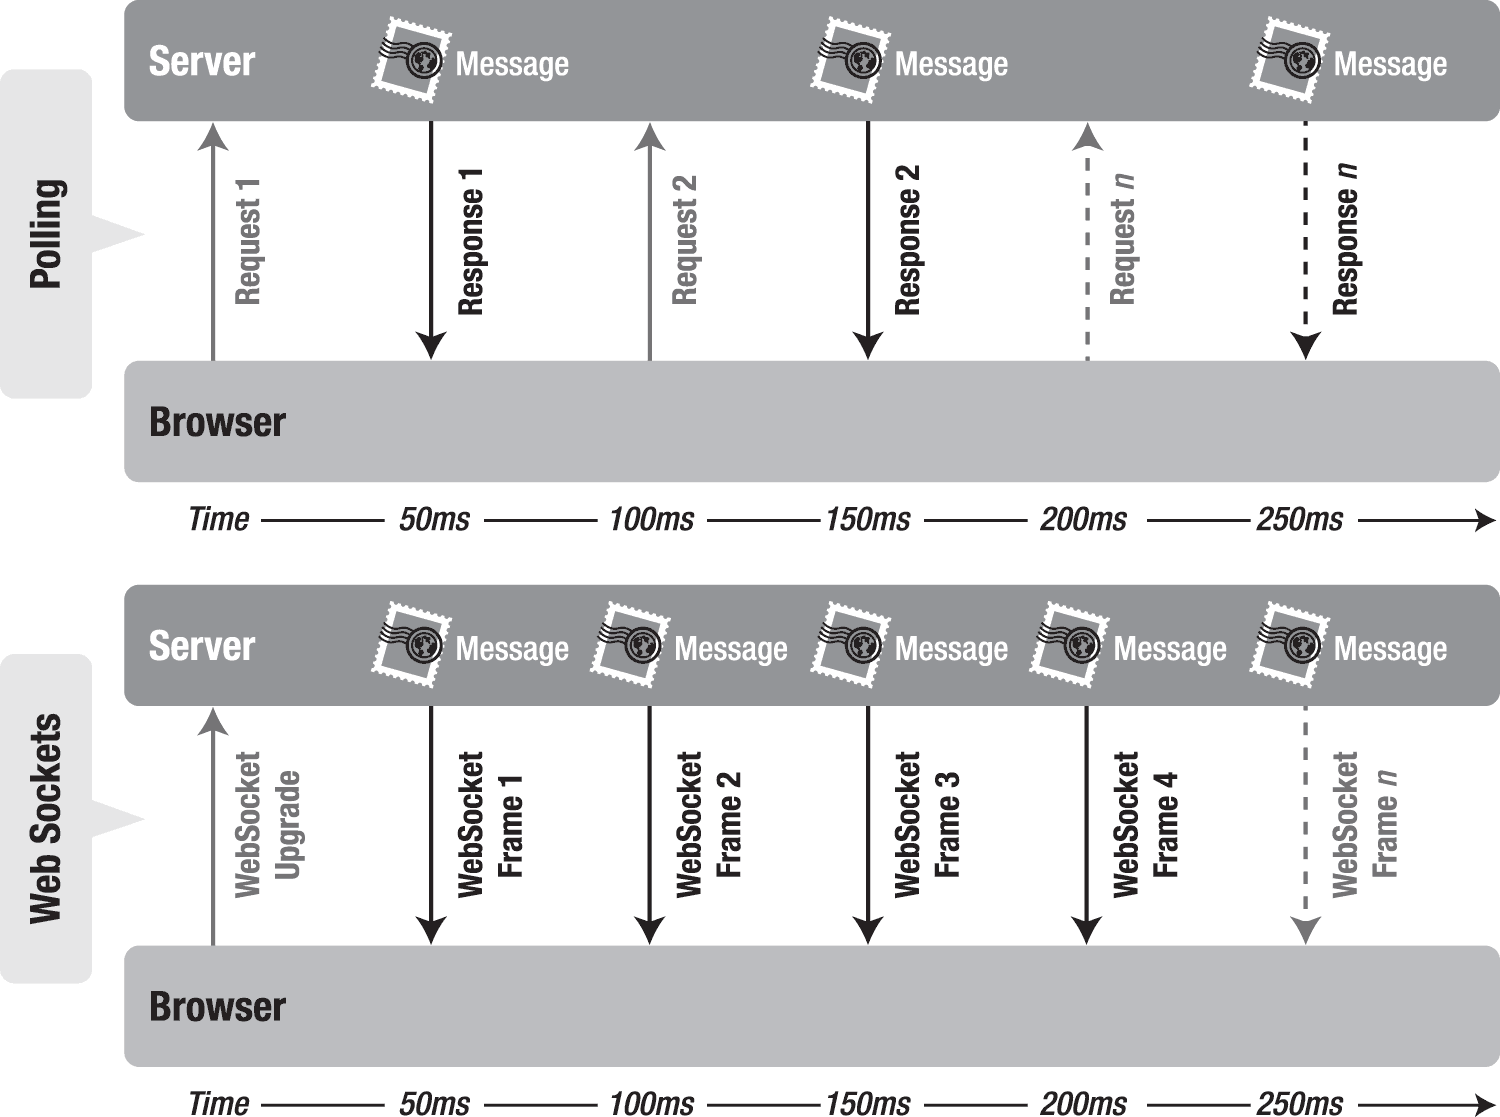 Polling
Server
Message
Message
Message
Request 1
Response 1
Request 2
Response 2
Request n
Response n
Browser
Time 50ms 100ms 150ms 200ms 250ms
Web Sockets
Server
Message
Message
Message
Message
Message
WebSocket
Upgrade
WebSocket
Frame 1
WebSocket
Frame 2
WebSocket
Frame 3
WebSocket
Frame 4
WebSocket
Frame n
Browser
Time 50ms 100ms 150ms 200ms 250ms